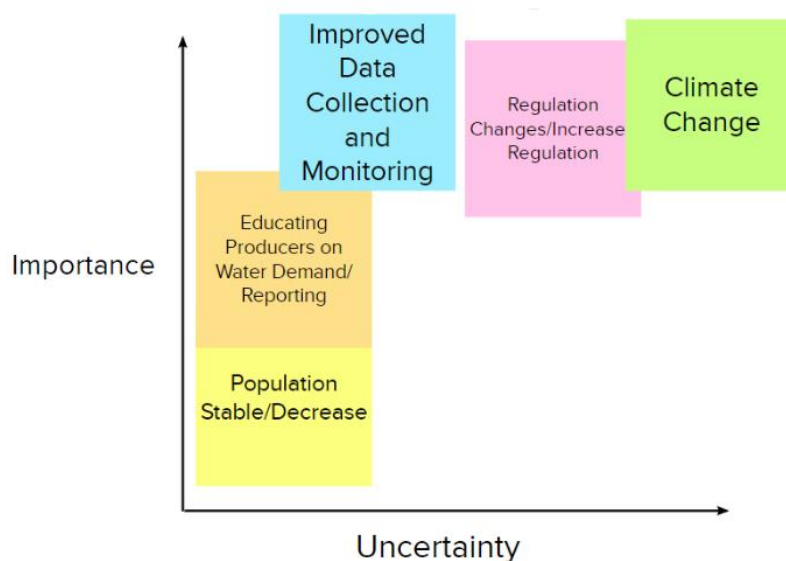 Improved
Data
Collection
and
Monitoring
Regulation
Changes/Increase
Regulation
Climate
Change
Educating
Producers on
Water Demand/
Reporting
Importance
Population
Stable/Decrease
Uncertainty